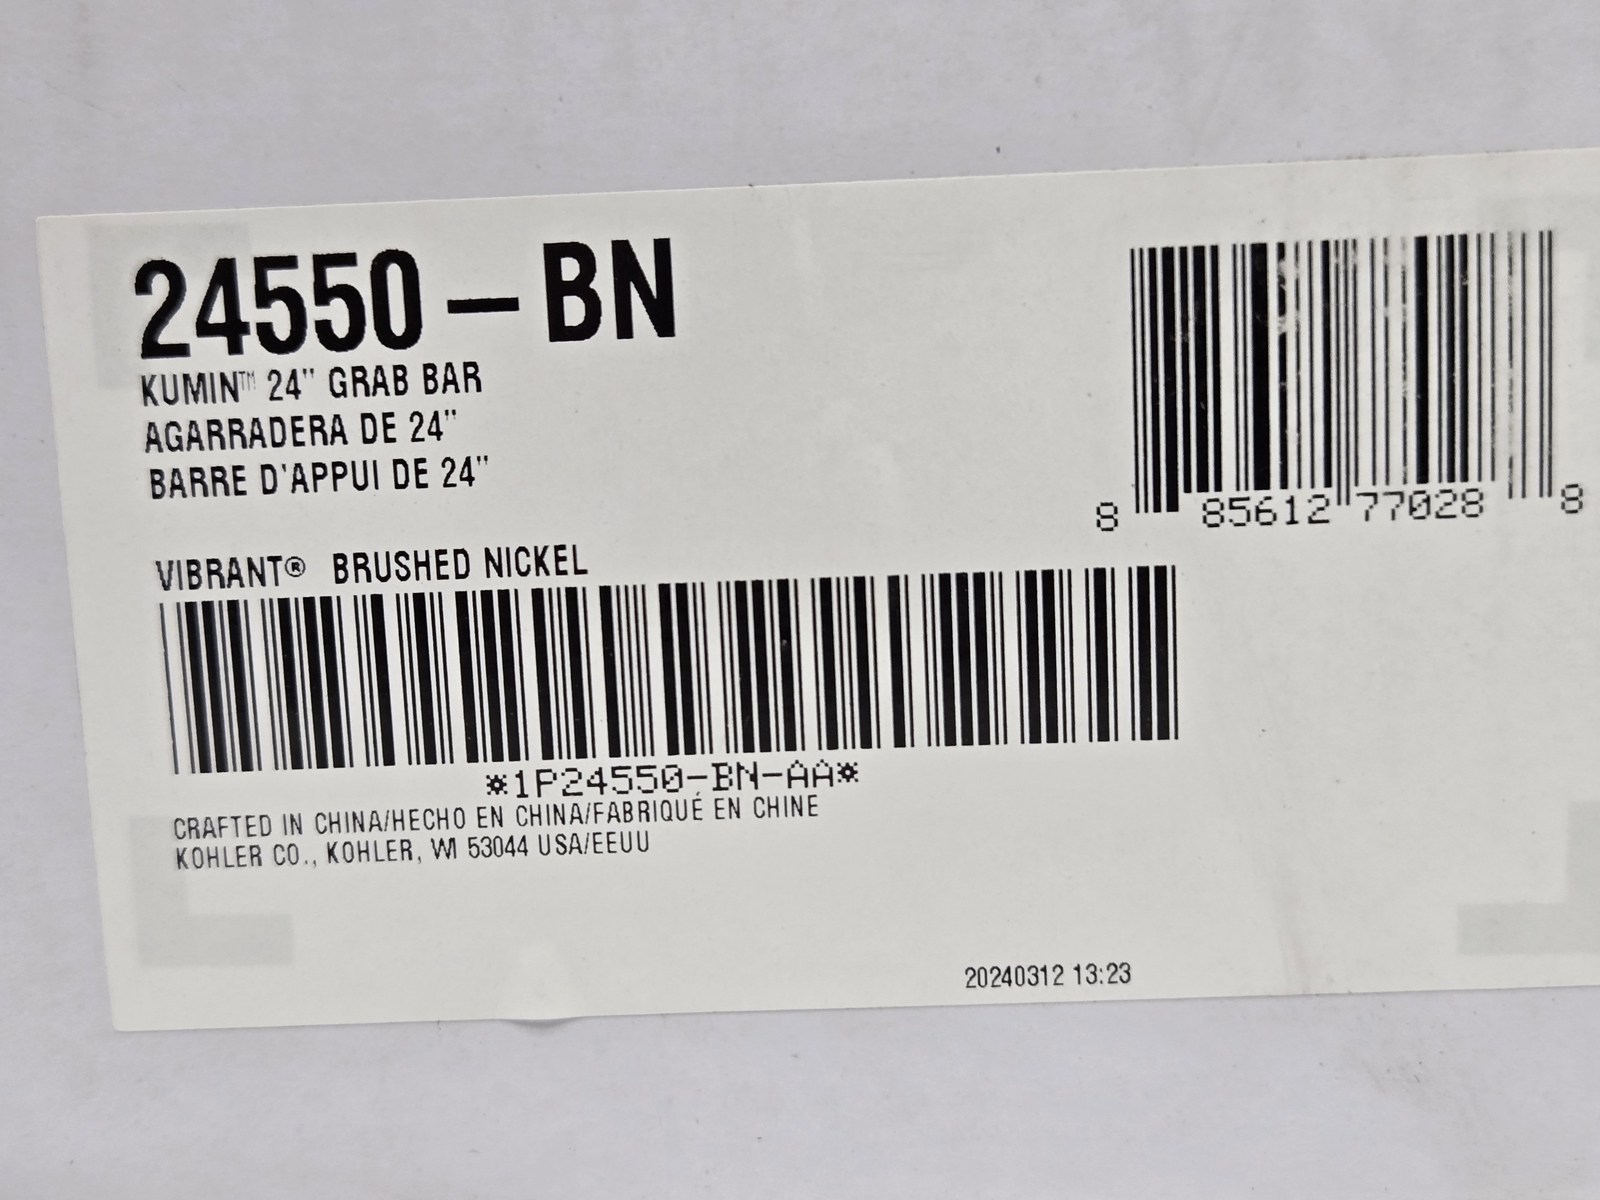 24550-BN
KUMIN™ 24" GRAB BAR
AGARRADERA DE 24"
BARRE D'APPUI DE 24"
VIBRANT® BRUSHED NICKEL
8 85612 77028 8
*1P24550-BN-AA*
CRAFTED IN CHINA/HECHO EN CHINA/FABRIQUÉ EN CHINE
KOHLER CO., KOHLER, WI 53044 USA/EEUU
20240312 13:23